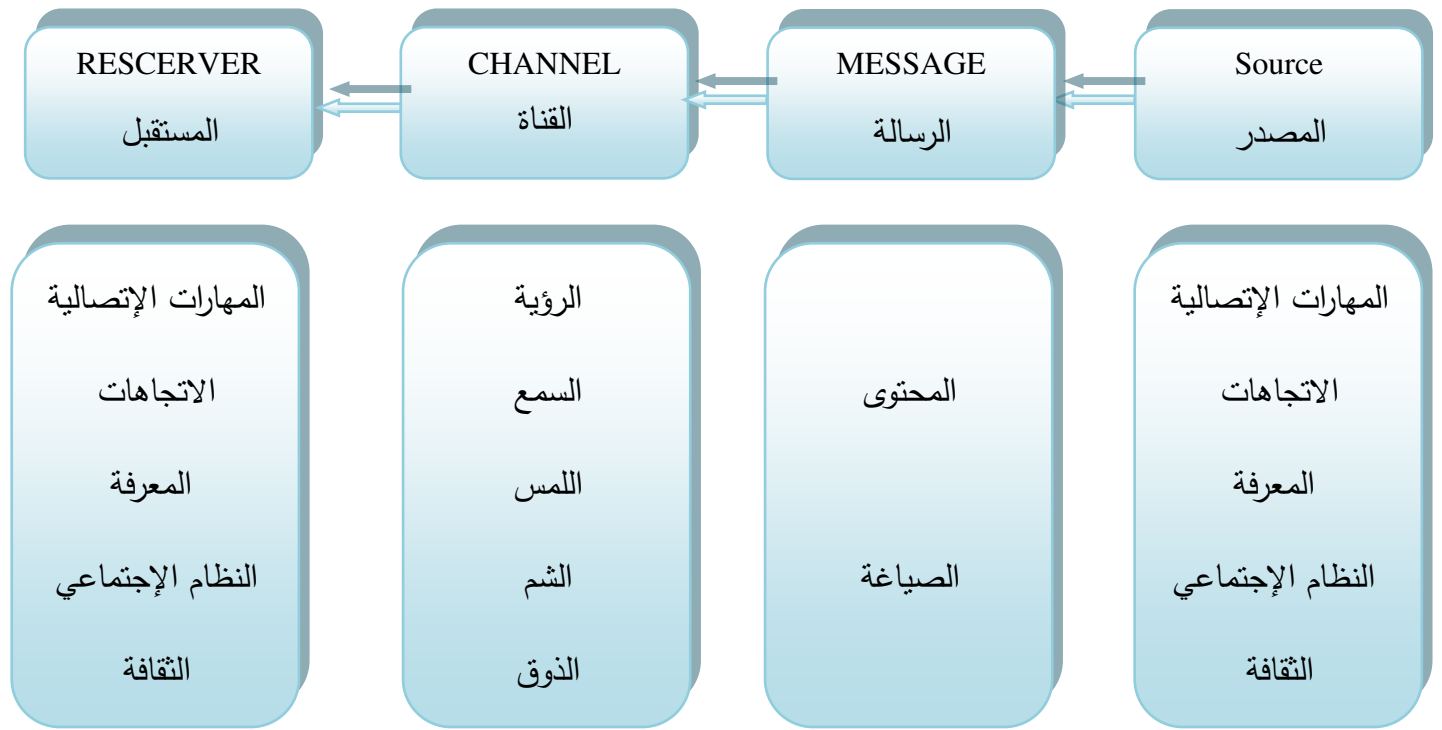 Source
المصدر
MESSAGE
الرسالة
CHANNEL
القناة
RESCERVER
المستقبل
المهارات الإتصالية
الاتجاهات
المعرفة
النظام الإجتماعي
الثقافة
المحتوى
الصياغة
الرؤية
السمع
اللمس
الشم
الذوق
المهارات الإتصالية
الاتجاهات
المعرفة
النظام الإجتماعي
الثقافة